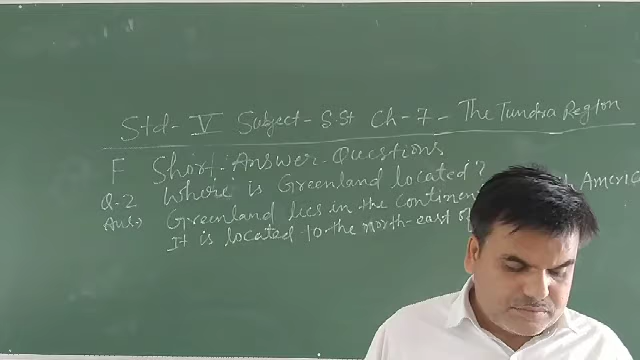 Std- V Subject- S.St Ch-7- The Tundra Region
F Short-Answer-Questions
Q-2 Where is Greenland located?
Ans:→ Greenland lies in the continent America
It is located to the north-east of